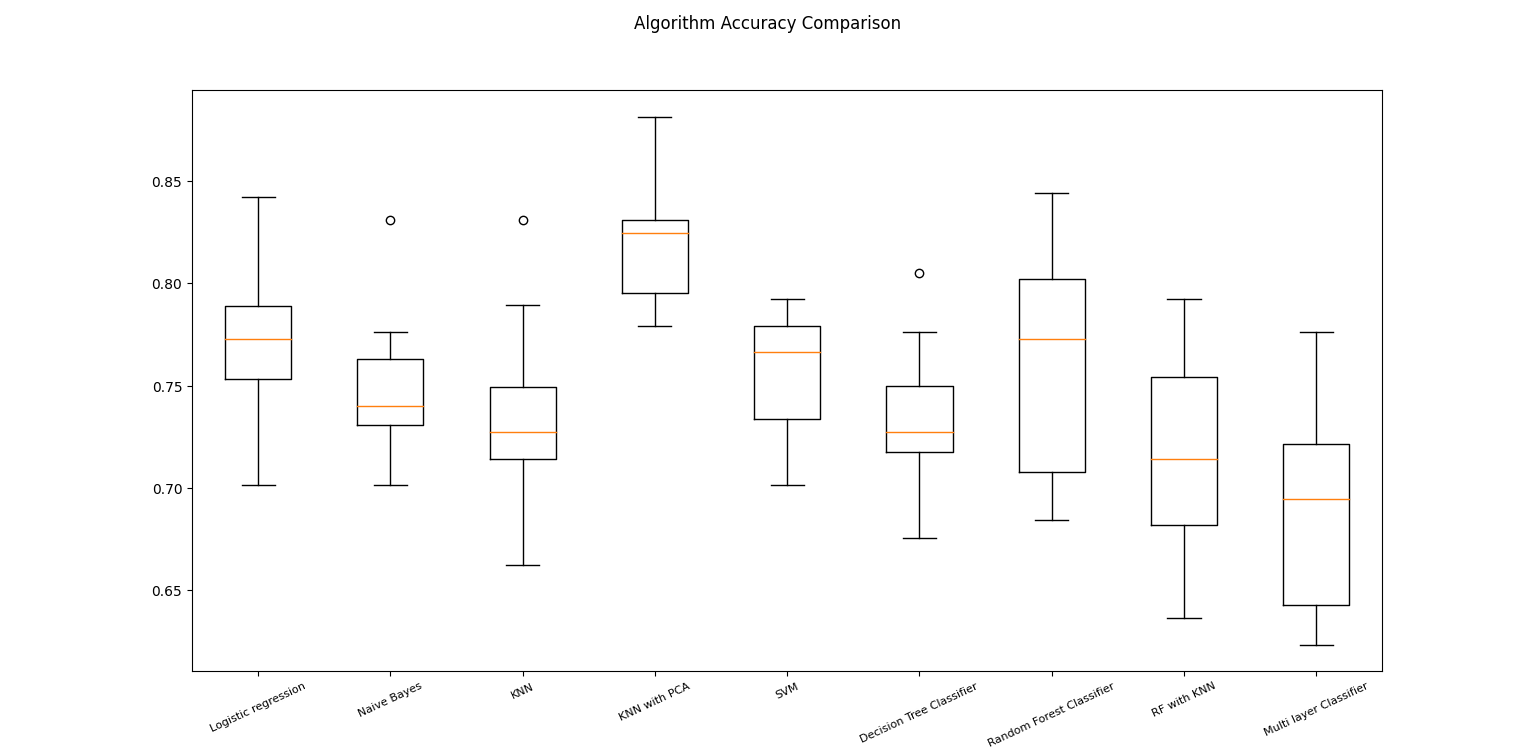 Algorithm Accuracy Comparison
0.85
0.80
0.75
0.70
0.65
Logistic regression
Naive Bayes
KNN
KNN with PCA
SVM
Decision Tree Classifier
Random Forest Classifier
RF with KNN
Multi layer Classifier